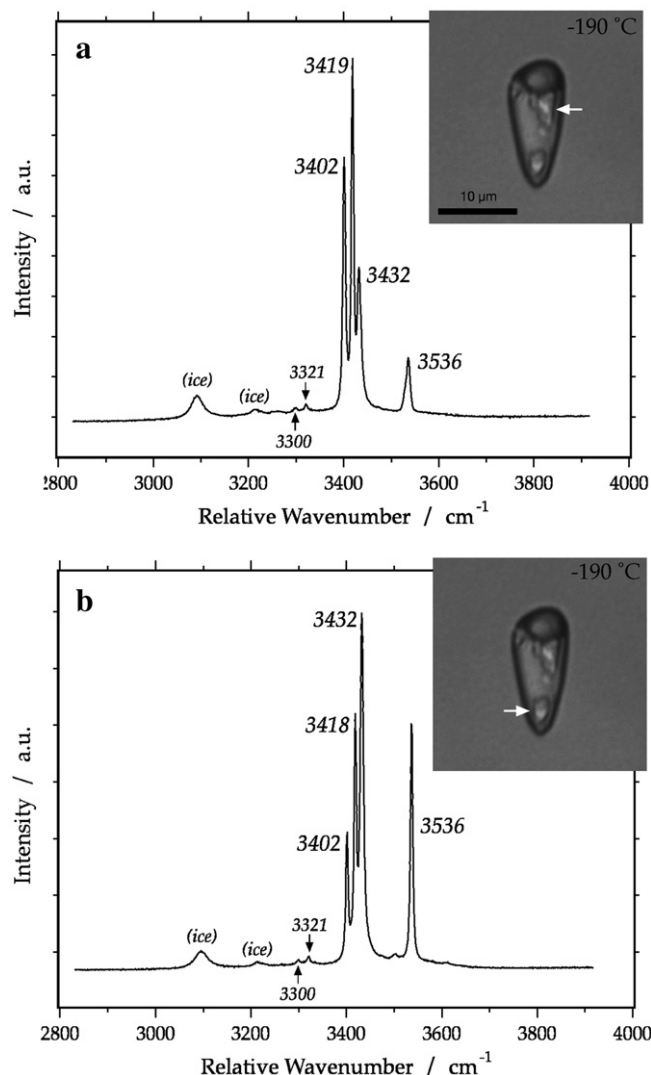 a
-190 °C
3419
3402
3432
10 µm
3536
(ice)
(ice)
3321
3300
Intensity / a.u.
2800 3000 3200 3400 3600 3800 4000
Relative Wavenumber / cm-1
b
-190 °C
3432
3418
3402
3536
(ice)
(ice)
3321
3300
Intensity / a.u.
2800 3000 3200 3400 3600 3800 4000
Relative Wavenumber / cm-1